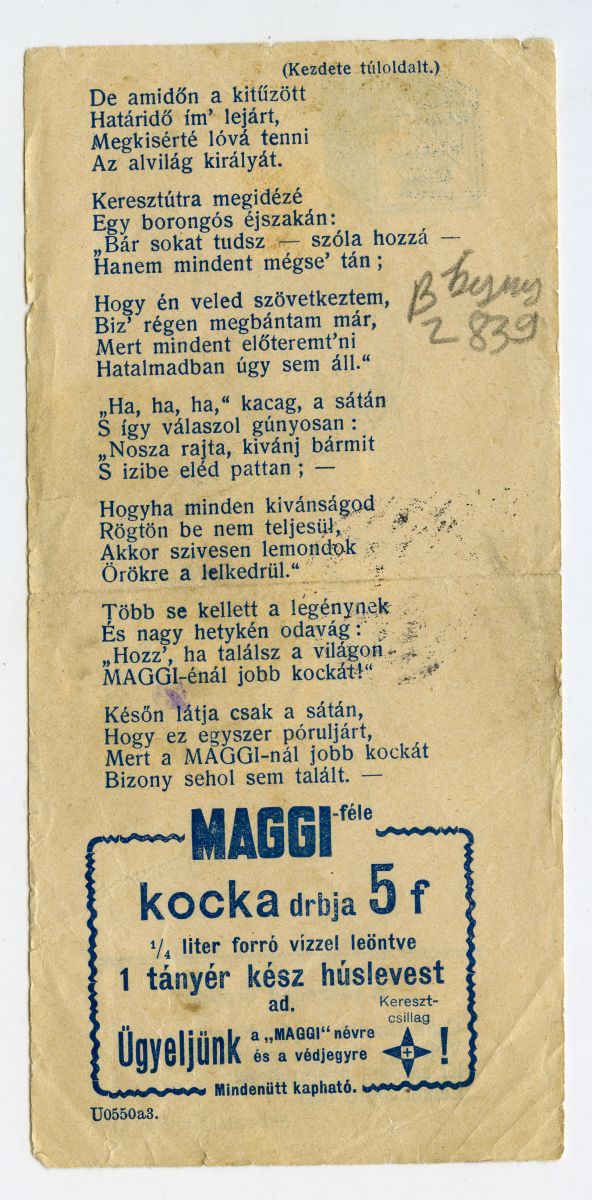 (Kezdete túloldalt.)
De amidőn a kitűzött
Határidő ím’ lejárt,
Megkisérté lóvá tenni
Az alvilág királyát.
Keresztútra megidézé
Egy borongós éjszakán:
„Bár sokat tudsz — szóla hozzá —
Hanem mindent mégse’ tán;
Hogy én veled szövetkeztem,
Biz’ régen megbántam már,
Mert mindent előteremt’ni
Hatalmadban úgy sem áll.“
„Ha, ha, ha,“ kacag, a sátán
S így válaszol gúnyosan:
„Nosza rajta, kivánj bármit
S izibe eléd pattan; —
Hogyha minden kivánságod
Rögtön be nem teljesül,
Akkor szivesen lemondok
Örökre a lelkedrül.“
Több se kellett a legénynek
És nagy hetykén odavág:
„Hozz’, ha találsz a világon
MAGGI-énál jobb kockát!“
Későn látja csak a sátán,
Hogy ez egyszer póruljárt,
Mert a MAGGI-nál jobb kockát
Bizony sehol sem talált. —
MAGGI-féle
kocka drbja 5 f
1/4 liter forró vízzel leöntve
1 tányér kész húslevest
ad.
Ügyeljünk a „MAGGI“ névre és a védjegyre Kereszt-csillag !
Mindenütt kapható.
U0550a3.
B
2 839